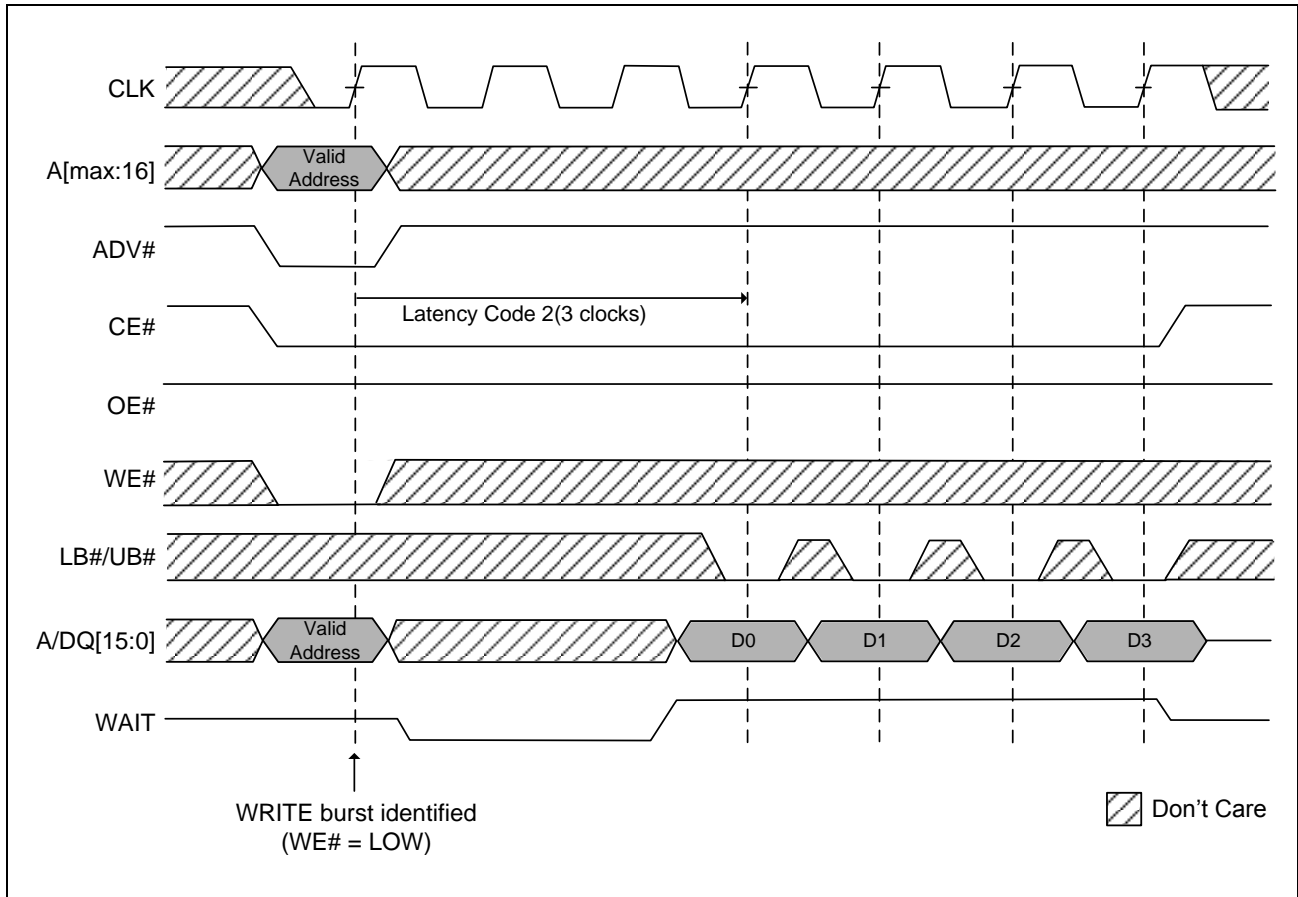 CLK
A[max:16]
Valid
Address
ADV#
Latency Code 2(3 clocks)
CE#
OE#
WE#
LB#/UB#
A/DQ[15:0]
Valid
Address
D0
D1
D2
D3
WAIT
WRITE burst identified
(WE# = LOW)
Don't Care